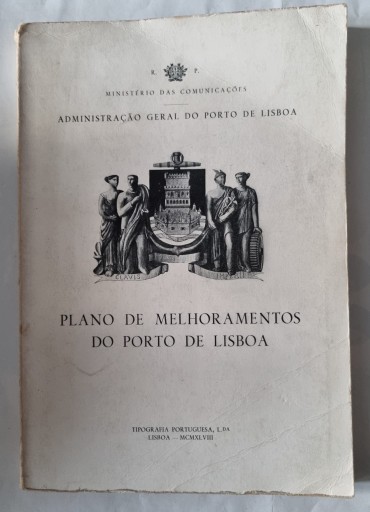 R. P.
MINISTÉRIO DAS COMUNICAÇÕES
ADMINISTRAÇÃO GERAL DO PORTO DE LISBOA
CLAVIS
PLANO DE MELHORAMENTOS
DO PORTO DE LISBOA
TIPOGRAFIA PORTUGUESA, L.DA
LISBOA — MCMXLVIII